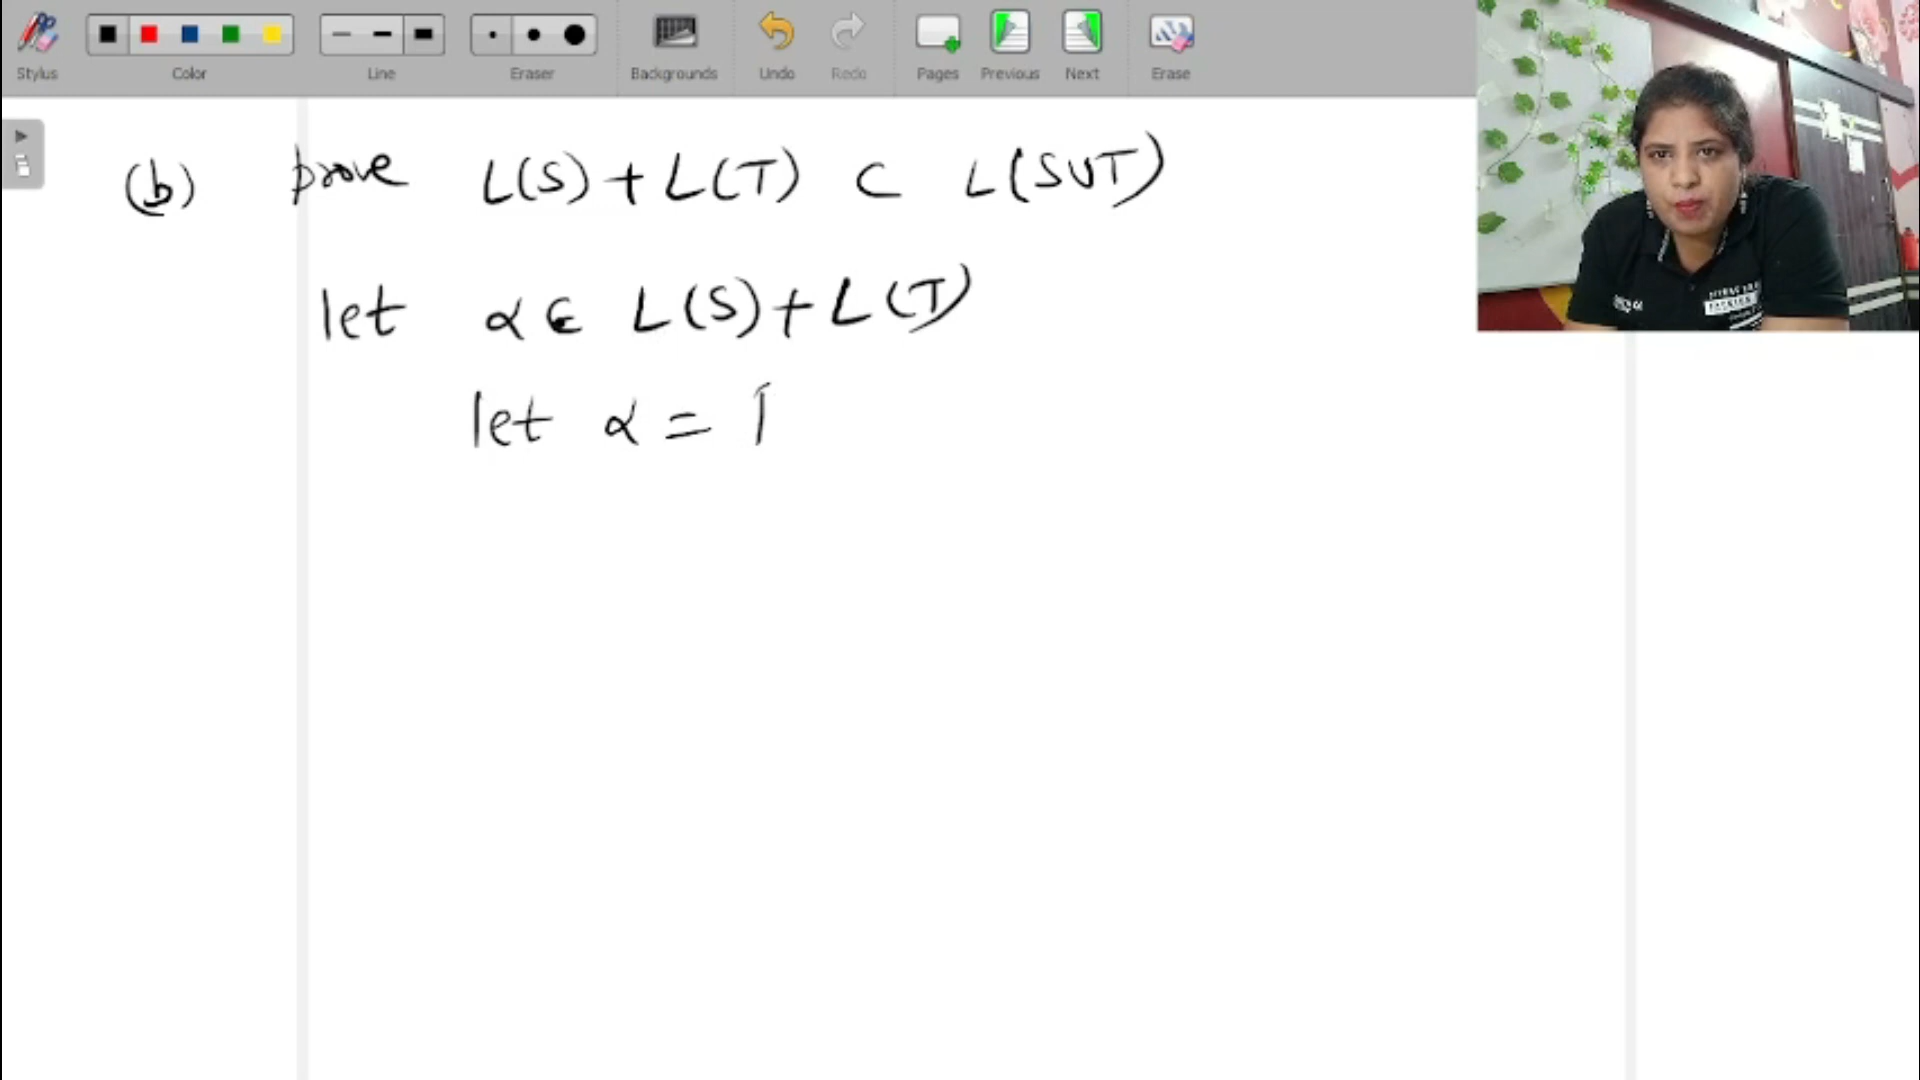 Stylus Color Line Eraser Backgrounds Undo Redo Pages Previous Next Erase
(b) prove L(S) + L(T) ⊂ L(S∪T)
let α ∈ L(S) + L(T)
let α =